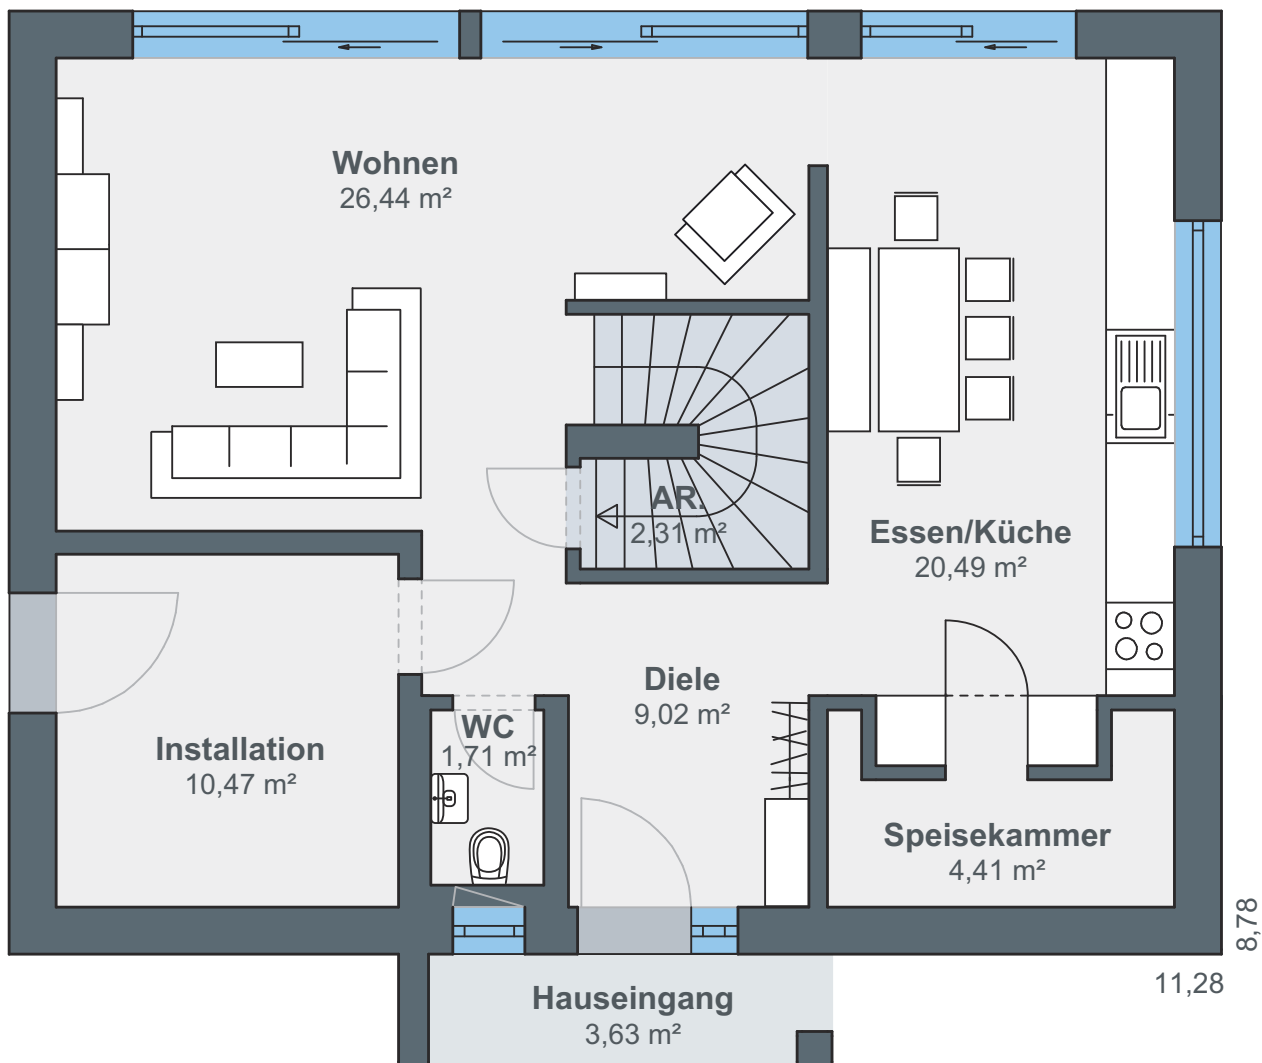 Wohnen
26,44 m²
AR.
2,31 m²
Essen/Küche
20,49 m²
Diele
9,02 m²
WC
1,71 m²
Installation
10,47 m²
Speisekammer
4,41 m²
8,78
11,28
Hauseingang
3,63 m²